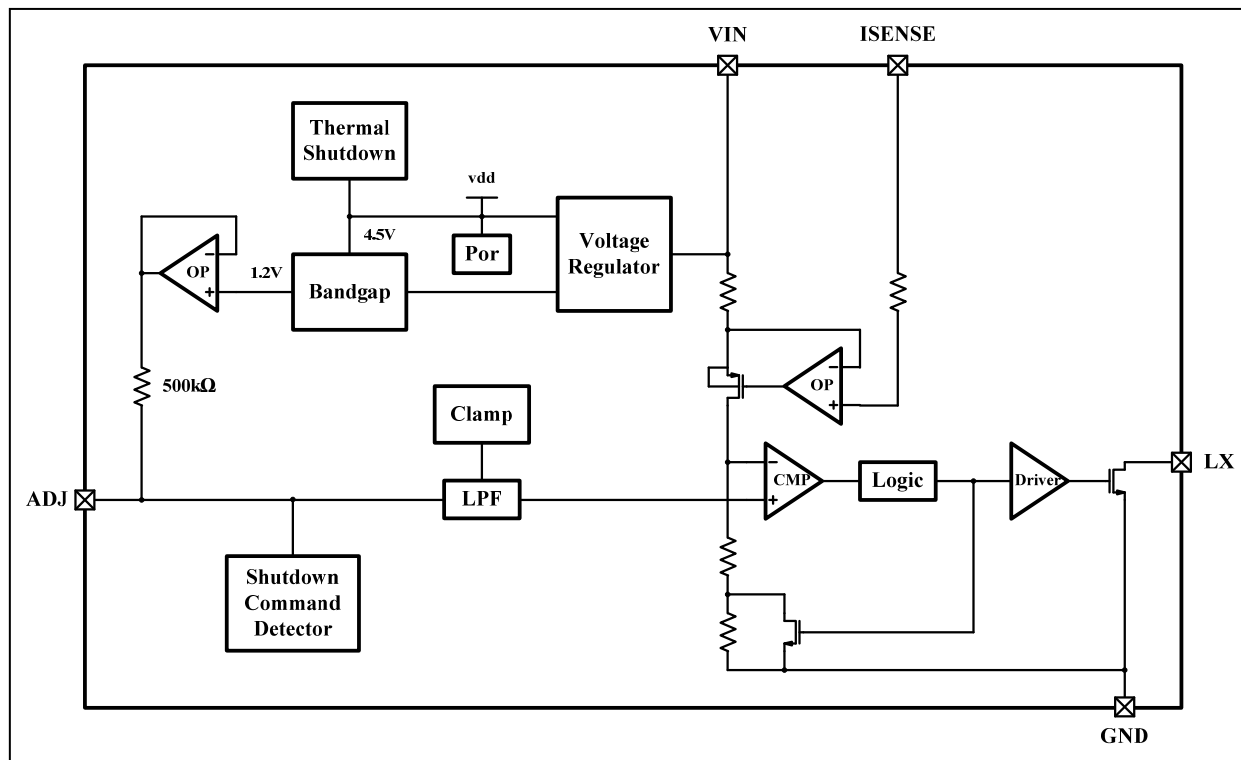 VIN
ISENSE
Thermal
Shutdown
vdd
4.5V
Por
Voltage
Regulator
−
OP
+
1.2V
Bandgap
500kΩ
−
OP
+
Clamp
ADJ
LPF
−
CMP
+
Logic
Driver
LX
Shutdown
Command
Detector
GND